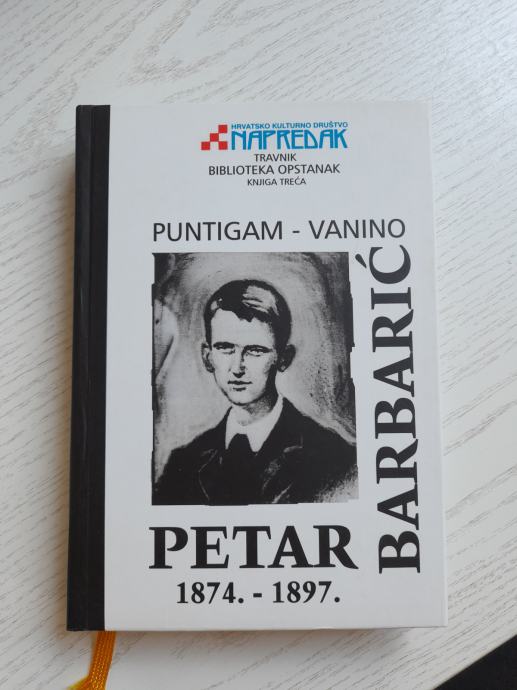 HRVATSKO KULTURNO DRUŠTVO
NAPREDAK
TRAVNIK
BIBLIOTEKA OPSTANAK
KNJIGA TREĆA
PUNTIGAM - VANINO
PETAR
BARBARIĆ
1874. - 1897.